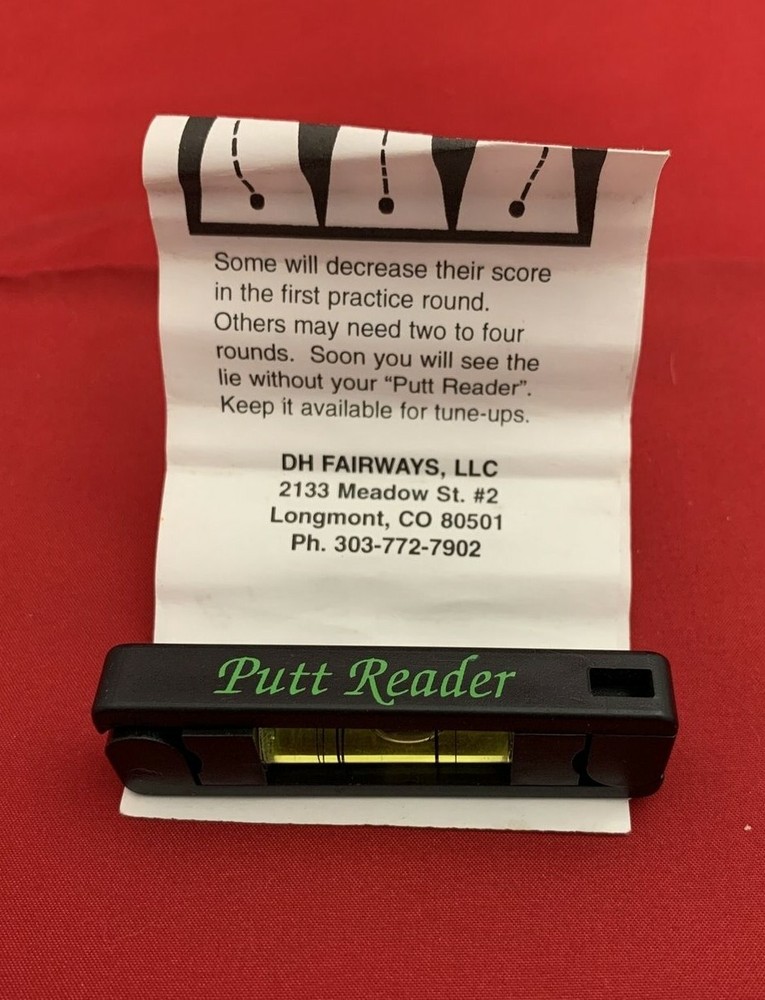 Some will decrease their score
in the first practice round.
Others may need two to four
rounds. Soon you will see the
lie without your “Putt Reader”.
Keep it available for tune-ups.
DH FAIRWAYS, LLC
2133 Meadow St. #2
Longmont, CO 80501
Ph. 303-772-7902
Putt Reader